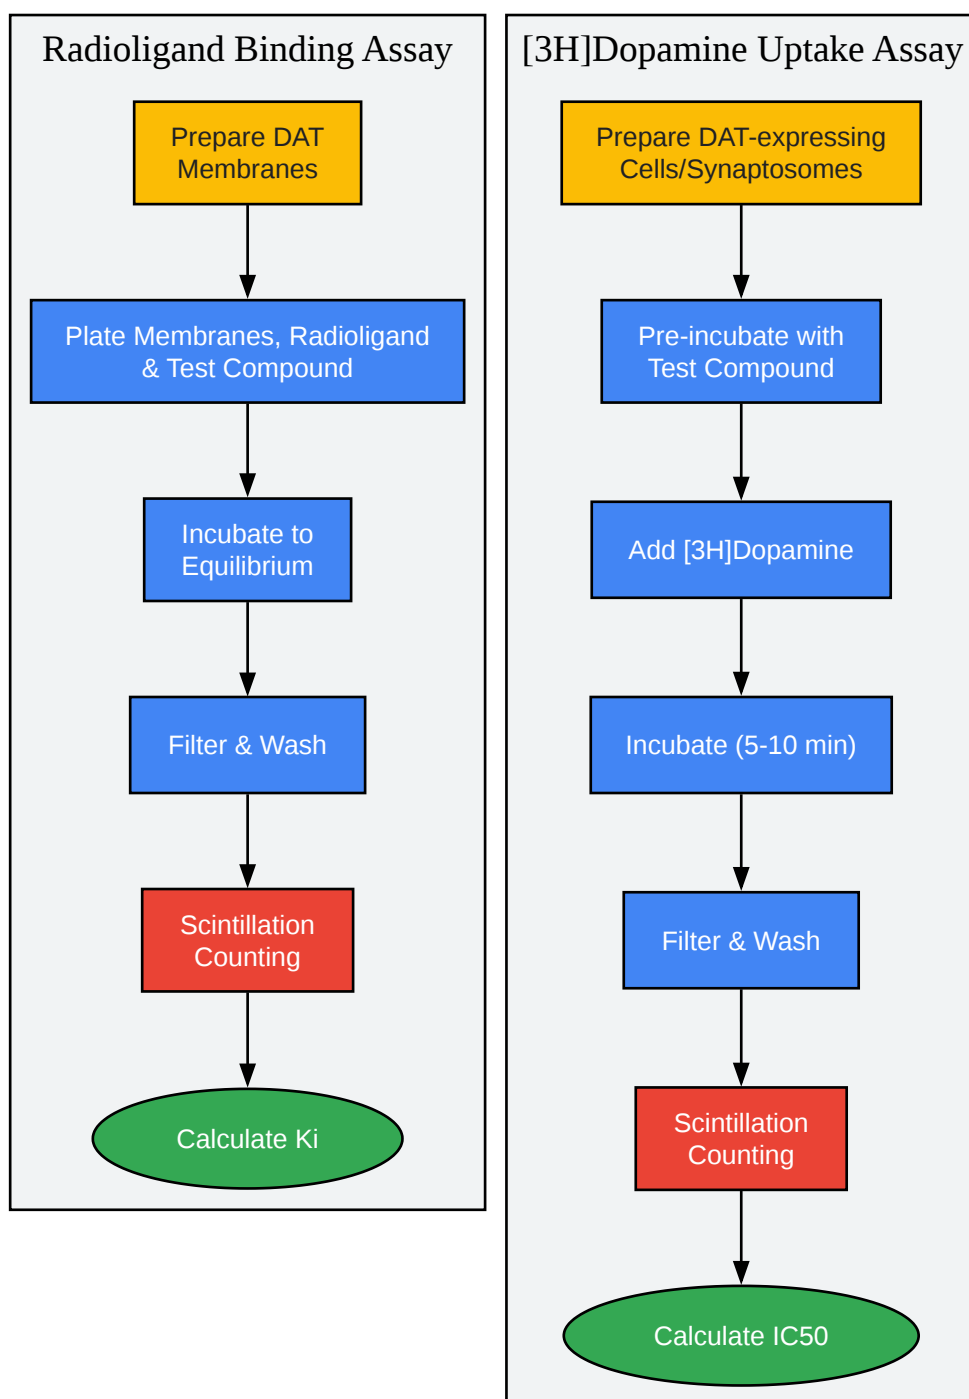 Radioligand Binding Assay
Prepare DAT
Membranes
Plate Membranes, Radioligand
& Test Compound
Incubate to
Equilibrium
Filter & Wash
Scintillation
Counting
Calculate Ki
[3H]Dopamine Uptake Assay
Prepare DAT-expressing
Cells/Synaptosomes
Pre-incubate with
Test Compound
Add [3H]Dopamine
Incubate (5-10 min)
Filter & Wash
Scintillation
Counting
Calculate IC50